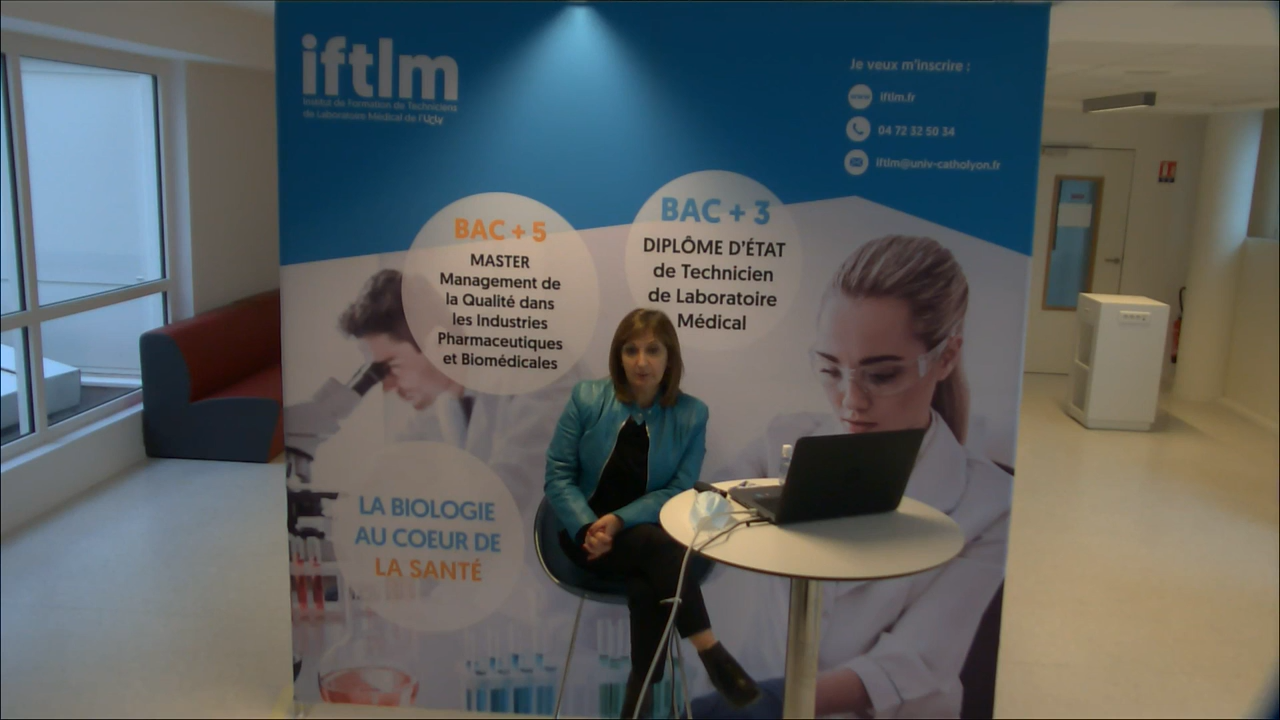 iftlm
Institut de Formation de Techniciens
de Laboratoire Médical de l'UCLy
Je veux m'inscrire :
www
iftlm.fr
04 72 32 50 34
iftlm@univ-catholyon.fr
BAC + 5
MASTER
Management de
la Qualité dans
les Industries
Pharmaceutiques
et Biomédicales
BAC + 3
DIPLÔME D'ÉTAT
de Technicien
de Laboratoire
Médical
LA BIOLOGIE
AU COEUR DE
LA SANTÉ